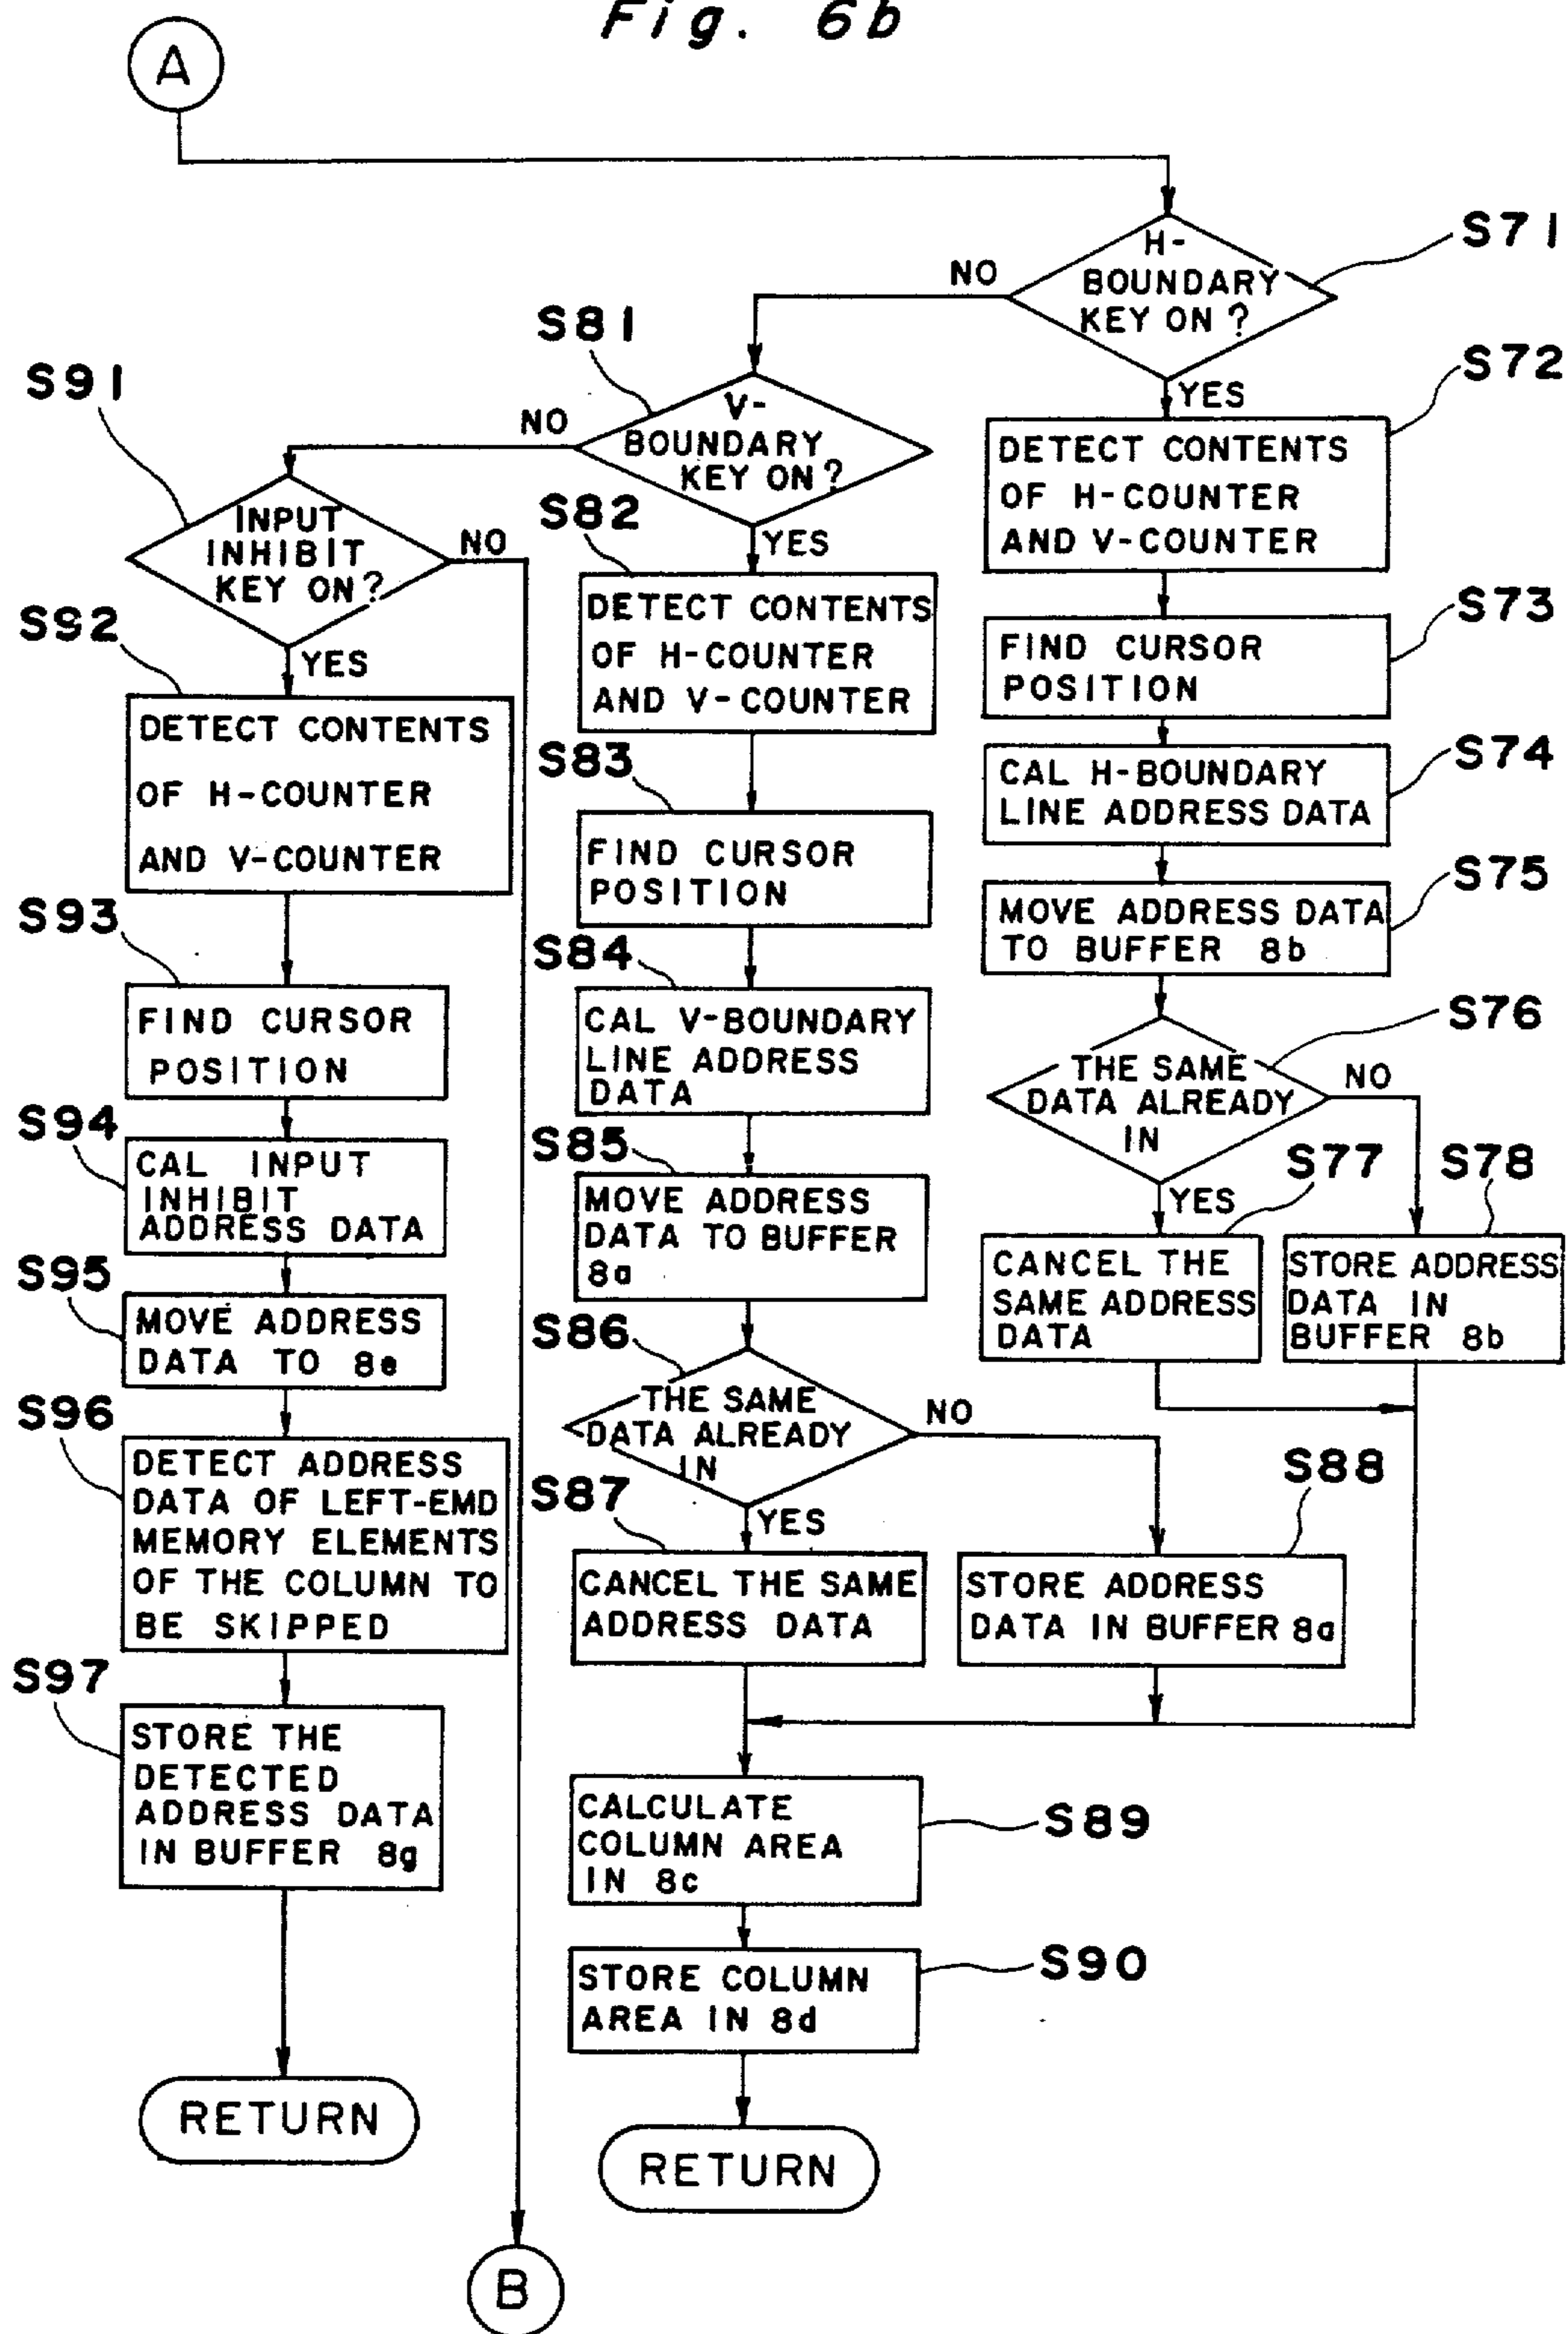 Fig. 6b
A
H-
BOUNDARY
KEY ON?
S71
NO
YES
S72
DETECT CONTENTS
OF H-COUNTER
AND V-COUNTER
S73
FIND CURSOR
POSITION
S74
CAL H-BOUNDARY
LINE ADDRESS DATA
S75
MOVE ADDRESS DATA
TO BUFFER 8b
S76
THE SAME
DATA ALREADY
IN
NO
YES
S77
CANCEL THE
SAME ADDRESS
DATA
S78
STORE ADDRESS
DATA IN
BUFFER 8b
S81
V-
BOUNDARY
KEY ON?
NO
YES
S82
DETECT CONTENTS
OF H-COUNTER
AND V-COUNTER
S83
FIND CURSOR
POSITION
S84
CAL V-BOUNDARY
LINE ADDRESS
DATA
S85
MOVE ADDRESS
DATA TO BUFFER
8a
S86
THE SAME
DATA ALREADY
IN
NO
YES
S87
CANCEL THE SAME
ADDRESS DATA
S88
STORE ADDRESS
DATA IN BUFFER 8a
S89
CALCULATE
COLUMN AREA
IN 8c
S90
STORE COLUMN
AREA IN 8d
RETURN
S91
INPUT
INHIBIT
KEY ON?
NO
YES
S92
DETECT CONTENTS
OF H-COUNTER
AND V-COUNTER
S93
FIND CURSOR
POSITION
S94
CAL INPUT
INHIBIT
ADDRESS DATA
S95
MOVE ADDRESS
DATA TO 8e
S96
DETECT ADDRESS
DATA OF LEFT-EMD
MEMORY ELEMENTS
OF THE COLUMN TO
BE SKIPPED
S97
STORE THE
DETECTED
ADDRESS DATA
IN BUFFER 8g
RETURN
B